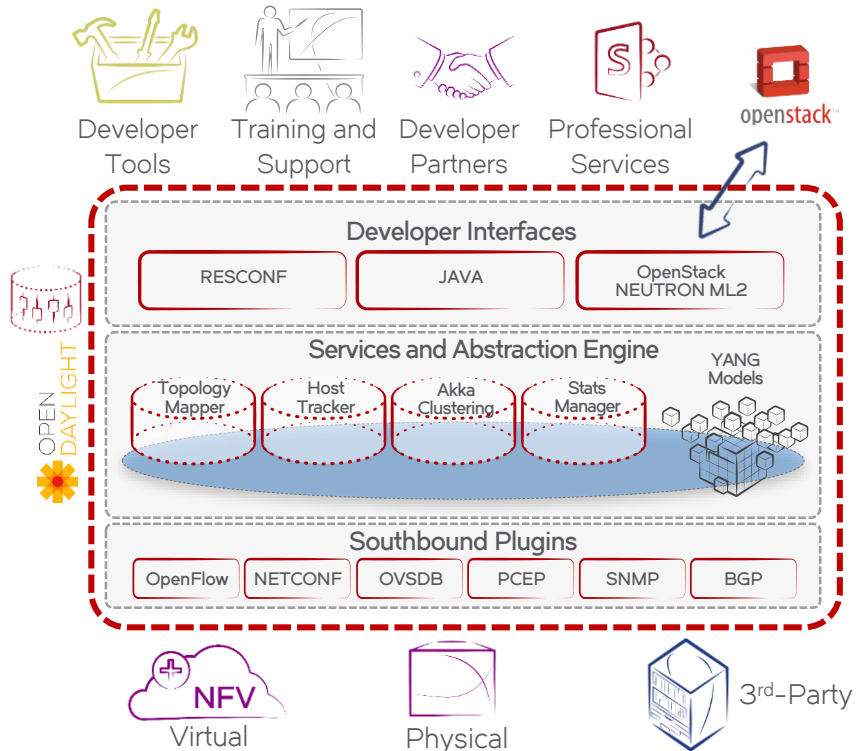 Developer
Tools
Training and
Support
Developer
Partners
S
Professional
Services
openstack™
Developer Interfaces
RESCONF
JAVA
OpenStack
NEUTRON ML2
OPEN
DAYLIGHT
Services and Abstraction Engine
YANG
Models
Topology
Mapper
Host
Tracker
Akka
Clustering
Stats
Manager
Southbound Plugins
OpenFlow
NETCONF
OVSDB
PCEP
SNMP
BGP
NFV
Virtual
Physical
3rd-Party